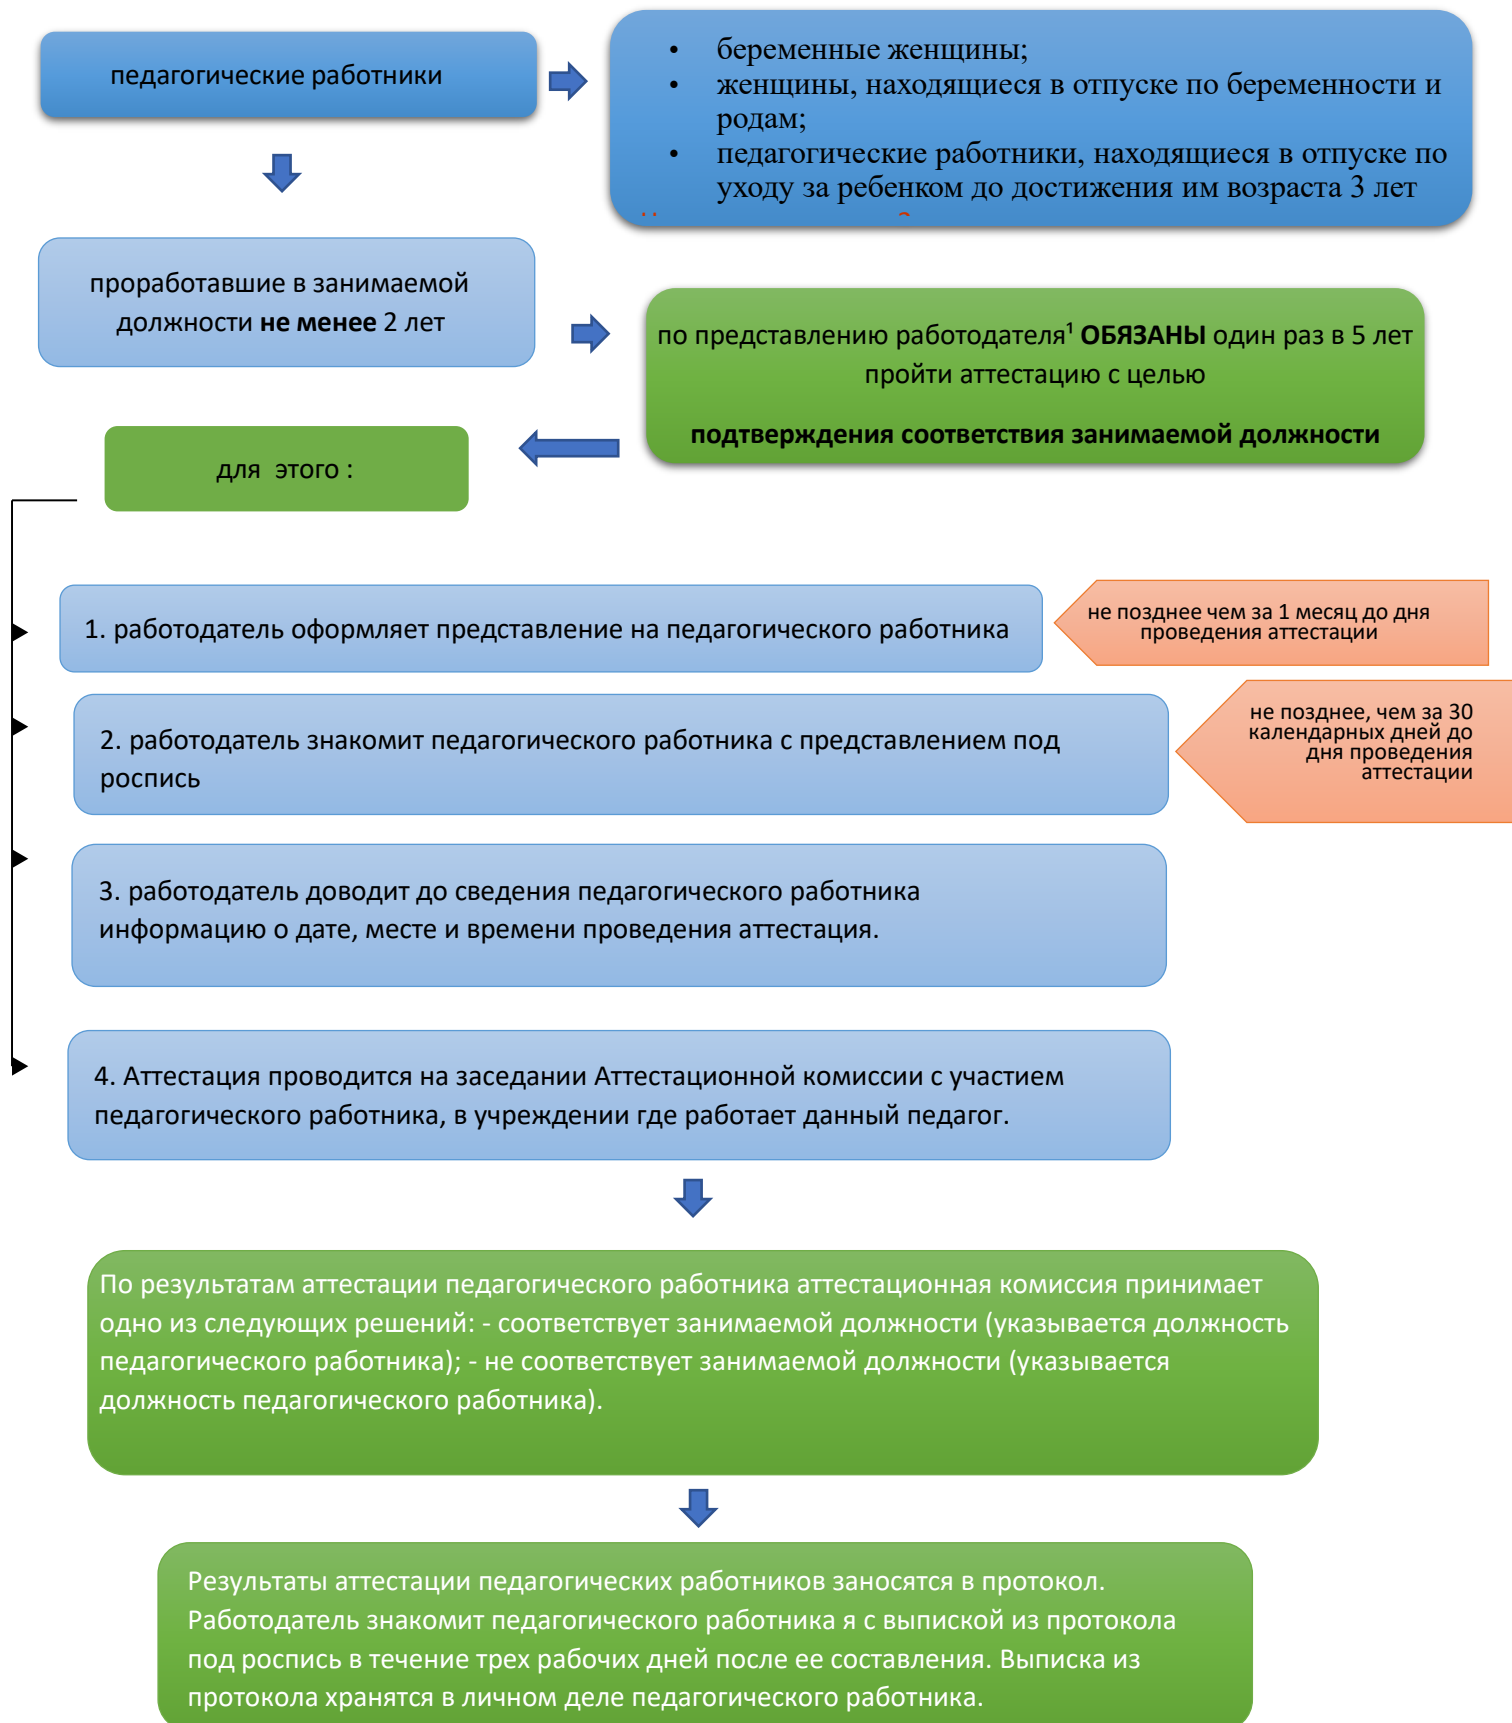 педагогические работники
• беременные женщины;
• женщины, находящиеся в отпуске по беременности и
родам;
• педагогические работники, находящиеся в отпуске по
уходу за ребенком до достижения им возраста 3 лет
проработавшие в занимаемой
должности не менее 2 лет
по представлению работодателя¹ ОБЯЗАНЫ один раз в 5 лет
пройти аттестацию с целью
подтверждения соответствия занимаемой должности
для этого :
1. работодатель оформляет представление на педагогического работника
не позднее чем за 1 месяц до дня
проведения аттестации
2. работодатель знакомит педагогического работника с представлением под
роспись
не позднее, чем за 30
календарных дней до
дня проведения
аттестации
3. работодатель доводит до сведения педагогического работника
информацию о дате, месте и времени проведения аттестация.
4. Аттестация проводится на заседании Аттестационной комиссии с участием
педагогического работника, в учреждении где работает данный педагог.
По результатам аттестации педагогического работника аттестационная комиссия принимает
одно из следующих решений: - соответствует занимаемой должности (указывается должность
педагогического работника); - не соответствует занимаемой должности (указывается
должность педагогического работника).
Результаты аттестации педагогических работников заносятся в протокол.
Работодатель знакомит педагогического работника я с выпиской из протокола
под роспись в течение трех рабочих дней после ее составления. Выписка из
протокола хранятся в личном деле педагогического работника.